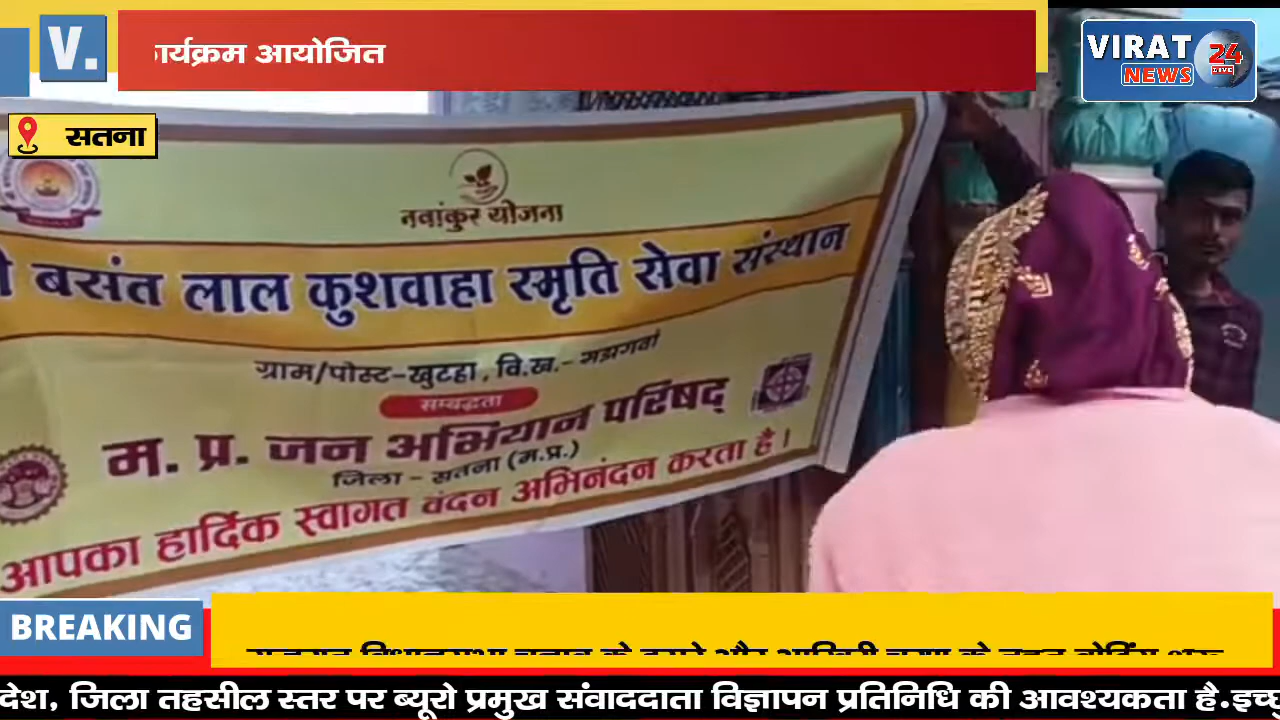 V.
ार्यक्रम आयोजित
VIRAT
24
LIVE
NEWS
सतना
नवांकुर योजना
बसंत लाल कुशवाहा स्मृति सेवा संस्थान
ग्राम/पोस्ट-खुटहा, वि.ख.- मझगवां
सम्बद्धता
म. प्र. जन अभियान परिषद्
जिला - सतना (म.प्र.)
आपका हार्दिक स्वागत वंदन अभिनंदन करता है।
BREAKING
देश, जिला तहसील स्तर पर ब्यूरो प्रमुख संवाददाता विज्ञापन प्रतिनिधि की आवश्यकता है.इच्छु